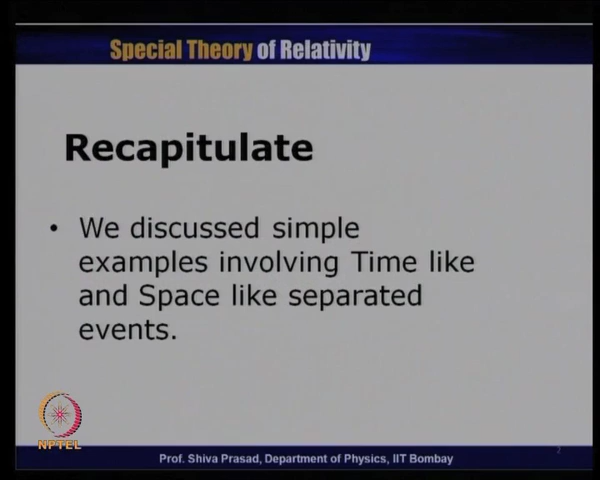 Special Theory of Relativity
Recapitulate
• We discussed simple
examples involving Time like
and Space like separated
events.
NPTEL
Prof. Shiva Prasad, Department of Physics, IIT Bombay
2